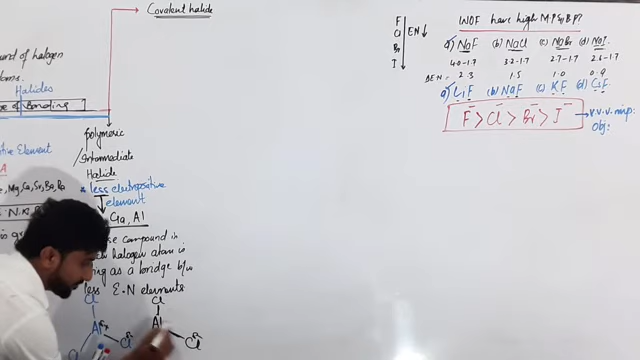 Covalent halide
und of halogen
toms.
Halides
e of Bonding
tive Element
Mg, Ca, Sr, Ba, Ra
polymeric
/Intermediate
Halide
* less electropositive
element
Ga, Al
compound in
halogen atom is
as a bridge b/w
less E.N elements
Cl
Al
Cl
Cl
Al
Cl
F
Cl
Br
I
EN↓
WOF have high M.P & B.P?
a) NaF (b) NaCl (c) NaBr (d) NaI
4.0-1.7 3.2-1.7 2.7-1.7 2.6-1.7
ΔEN 2.3 1.5 1.0 0.9
a) LiF (b) NaF (c) KF (d) CsF
F⁻ > Cl⁻ > Br⁻ > I⁻ → v.v.v.imp:
Obj: